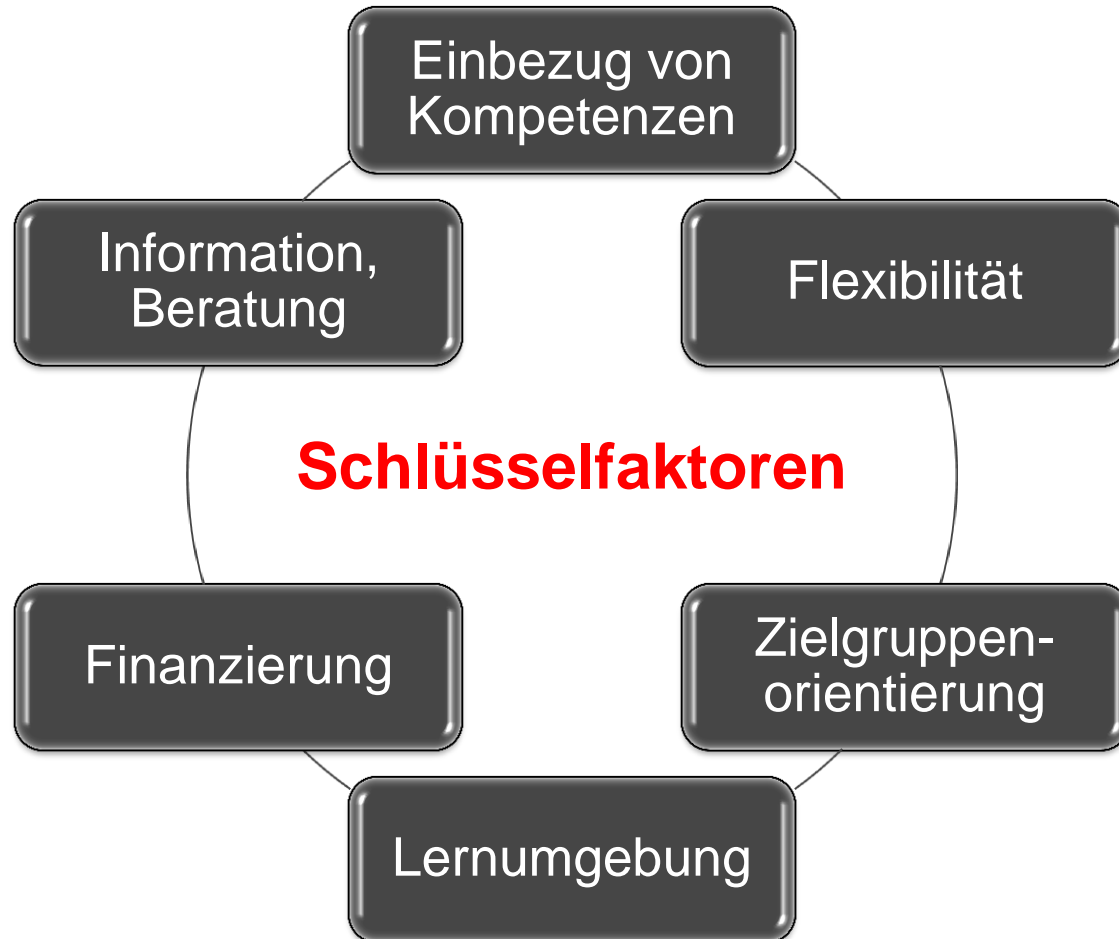 Einbezug von
Kompetenzen
Information,
Beratung
Flexibilität
Schlüsselfaktoren
Finanzierung
Zielgruppen-
orientierung
Lernumgebung